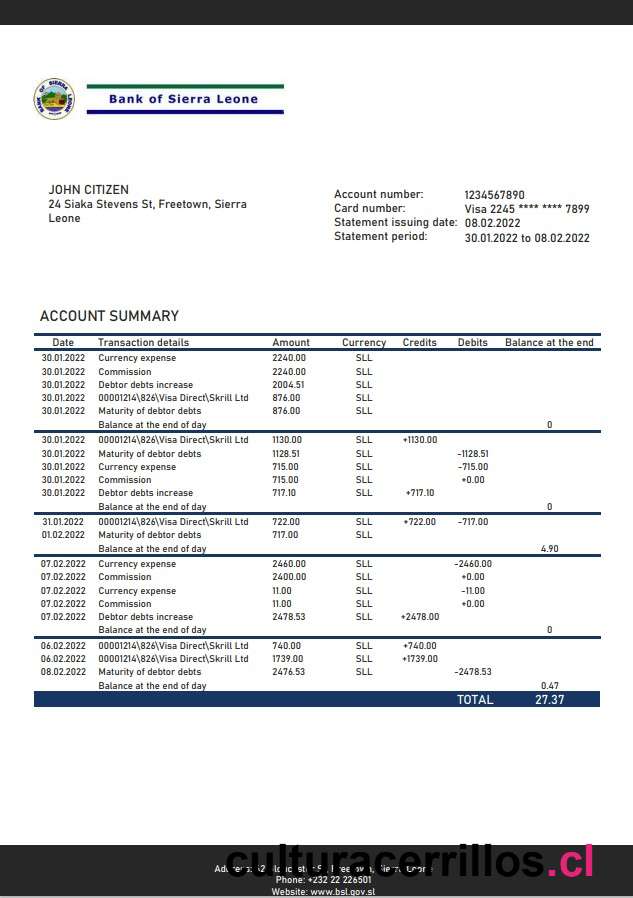 BANK OF SIERRA LEONE
Bank of Sierra Leone
JOHN CITIZEN
24 Siaka Stevens St, Freetown, Sierra
Leone
Account number: 1234567890
Card number: Visa 2245 **** **** 7899
Statement issuing date: 08.02.2022
Statement period: 30.01.2022 to 08.02.2022
ACCOUNT SUMMARY
Date Transaction details Amount Currency Credits Debits Balance at the end
30.01.2022 Currency expense 2240.00 SLL
30.01.2022 Commission 2240.00 SLL
30.01.2022 Debtor debts increase 2004.51 SLL
30.01.2022 00001214\826\Visa Direct\Skrill Ltd 876.00 SLL
30.01.2022 Maturity of debtor debts 876.00 SLL
Balance at the end of day 0
30.01.2022 00001214\826\Visa Direct\Skrill Ltd 1130.00 SLL +1130.00
30.01.2022 Maturity of debtor debts 1128.51 SLL -1128.51
30.01.2022 Currency expense 715.00 SLL -715.00
30.01.2022 Commission 715.00 SLL +0.00
30.01.2022 Debtor debts increase 717.10 SLL +717.10
Balance at the end of day 0
31.01.2022 00001214\826\Visa Direct\Skrill Ltd 722.00 SLL +722.00 -717.00
01.02.2022 Maturity of debtor debts 717.00 SLL
Balance at the end of day 4.90
07.02.2022 Currency expense 2460.00 SLL -2460.00
07.02.2022 Commission 2400.00 SLL +0.00
07.02.2022 Currency expense 11.00 SLL -11.00
07.02.2022 Commission 11.00 SLL +0.00
07.02.2022 Debtor debts increase 2478.53 SLL +2478.00
Balance at the end of day 0
06.02.2022 00001214\826\Visa Direct\Skrill Ltd 740.00 SLL +740.00
06.02.2022 00001214\826\Visa Direct\Skrill Ltd 1739.00 SLL +1739.00
08.02.2022 Maturity of debtor debts 2476.53 SLL -2478.53
Balance at the end of day 0.47
TOTAL 27.37
culturacerrillos.cl
Freetown, Sierra Leone
Phone: +232 22 226501
Website: www.bsl.gov.sl